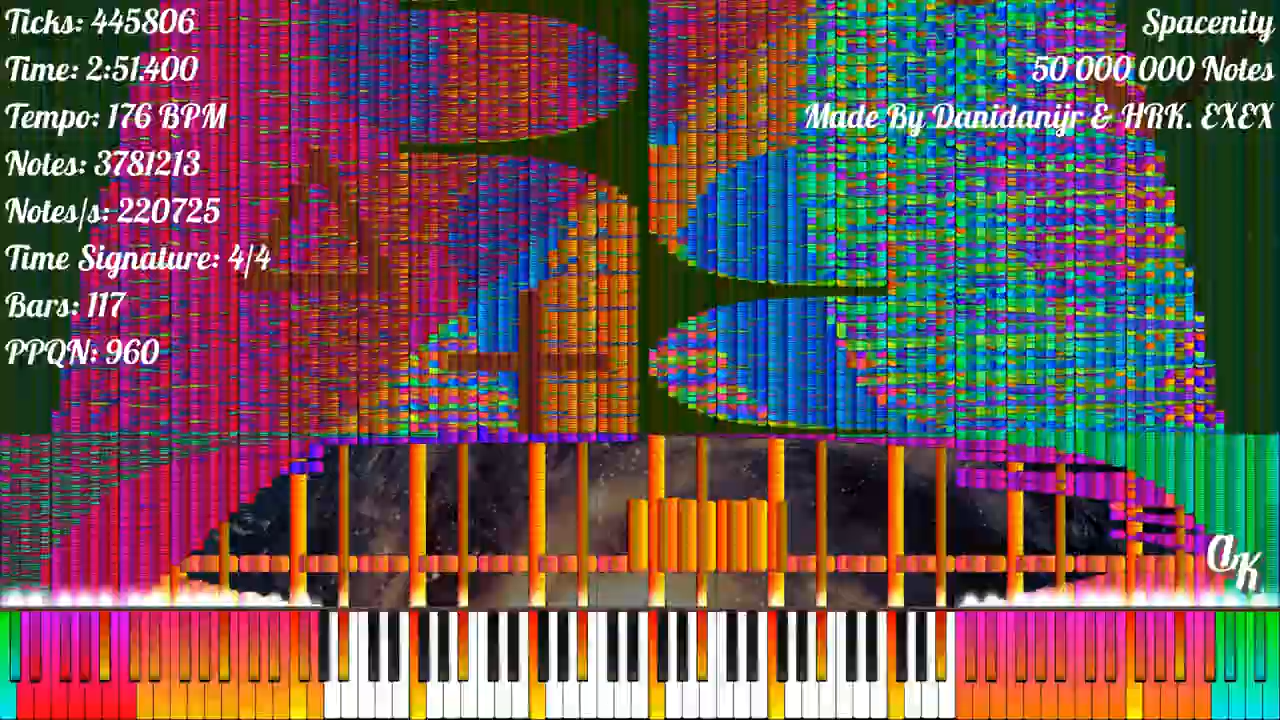 Ticks: 445806
Time: 2:51.400
Tempo: 176 BPM
Notes: 3781213
Notes/s: 220725
Time Signature: 4/4
Bars: 117
PPQN: 960
Spacenity
50 000 000 Notes
Made By Danidanijr & HRK. EXEX
AK